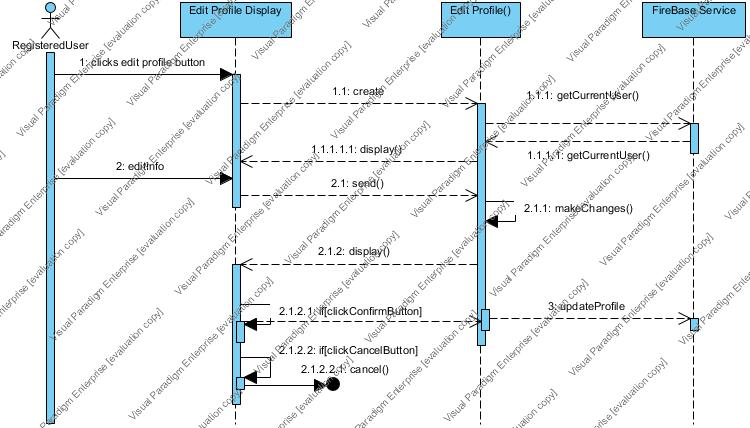 Edit Profile Display
Edit Profile()
FireBase Service
RegisteredUser
1: clicks edit profile button
1.1: create
1.1.1: getCurrentUser()
1.1.1.1.1: display()
1.1.1.1: getCurrentUser()
2: editInfo
2.1: send()
2.1.1: makeChanges()
2.1.2: display()
2.1.2.1: if[clickConfirmButton]
3: updateProfile
2.1.2.2: if[clickCancelButton]
2.1.2.2.1: cancel()
Visual Paradigm Enterprise [evaluation copy]